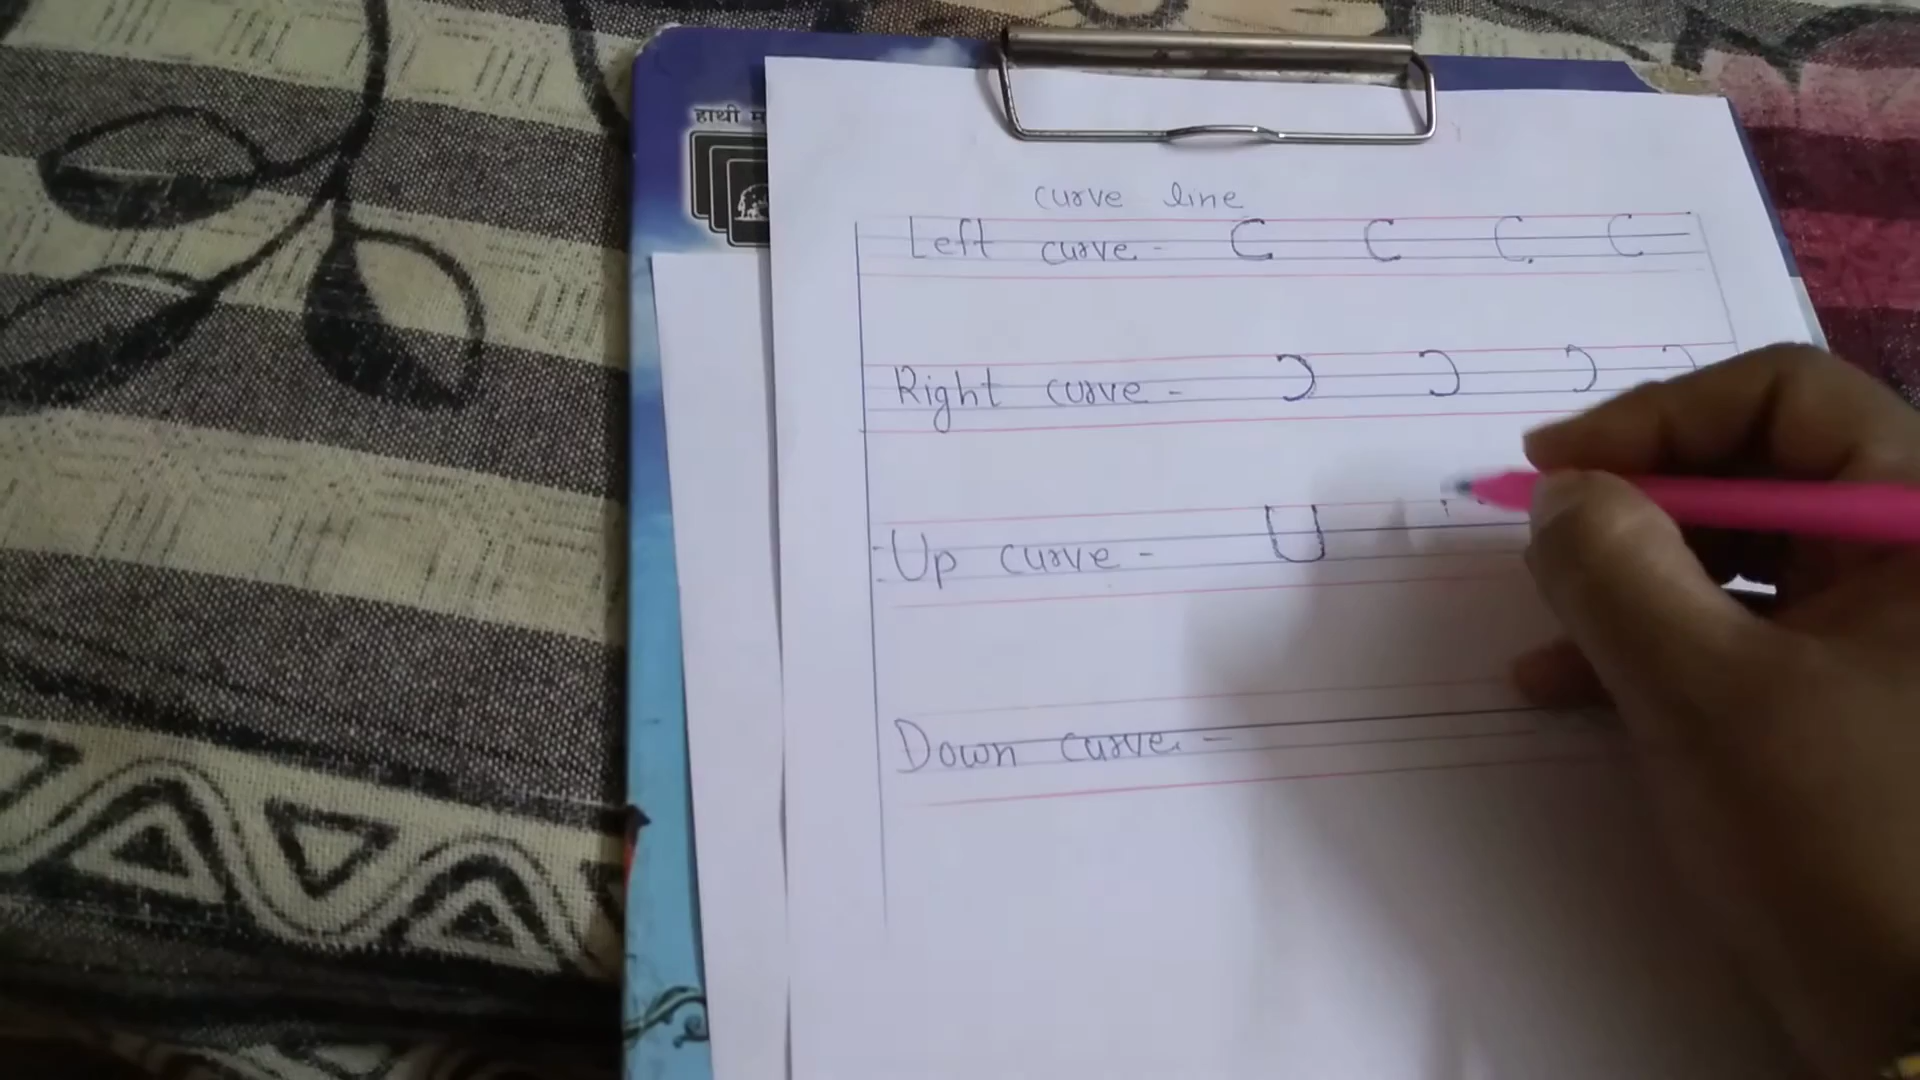 हाथी
curve line
Left curve - C C C C
Right curve -
Up curve - U
Down curve -